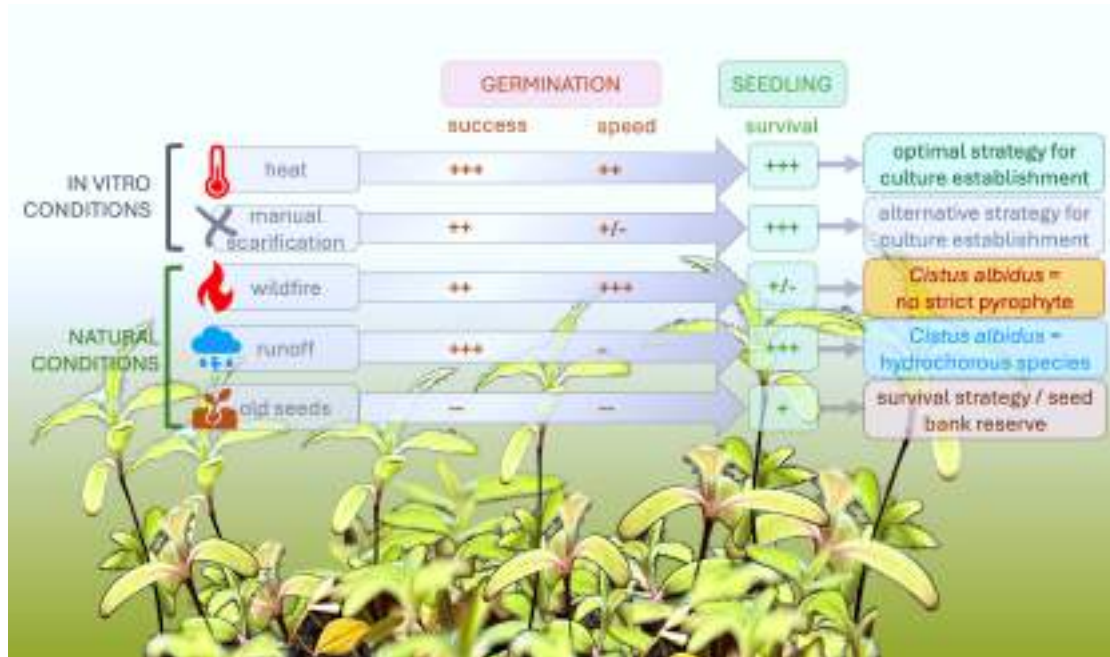 GERMINATION SEEDLING
success speed survival
IN VITRO
CONDITIONS
heat +++ ++ +++ optimal strategy for
culture establishment
manual
scarification ++ +/- +++ alternative strategy for
culture establishment
NATURAL
CONDITIONS
wildfire ++ +++ +/- Cistus albidus =
no strict pyrophyte
runoff +++ - +++ Cistus albidus =
hydrochorous species
old seeds -- -- + survival strategy / seed
bank reserve